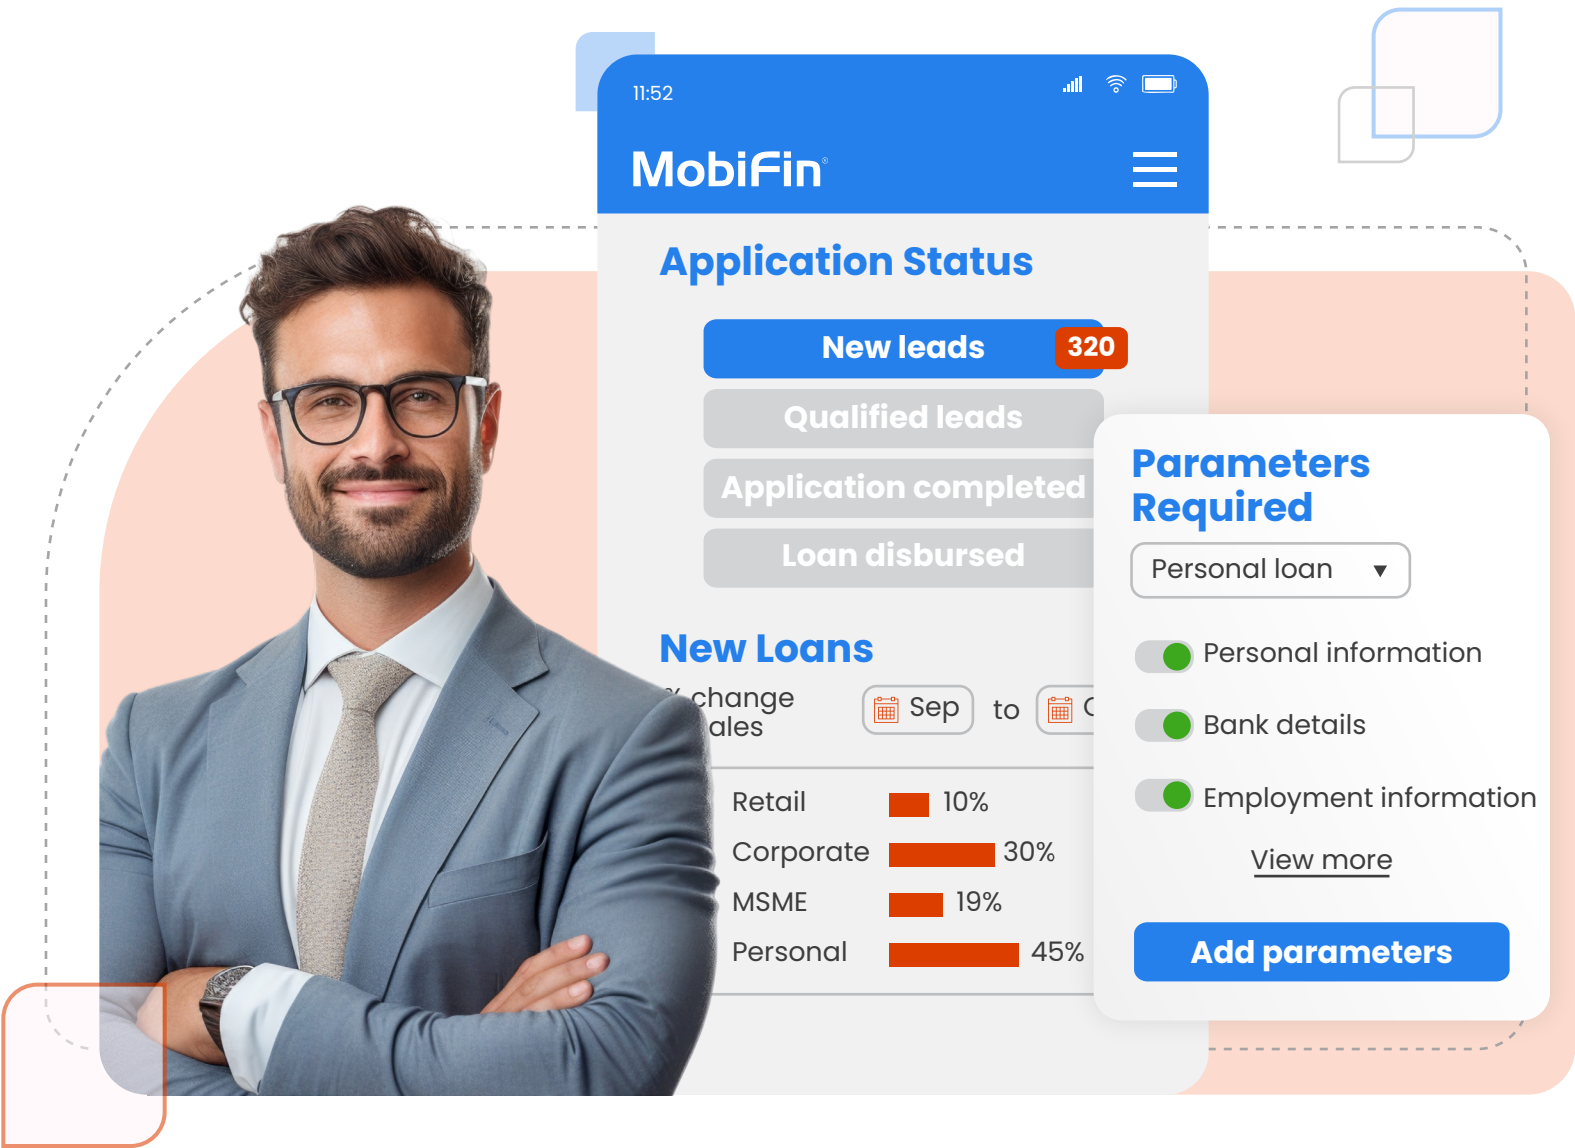 11:52
MobiFin®
Application Status
New leads 320
Qualified leads
Application completed
Loan disbursed
New Loans
% change
ales
Sep to
Retail 10%
Corporate 30%
MSME 19%
Personal 45%
Parameters
Required
Personal loan
Personal information
Bank details
Employment information
View more
Add parameters